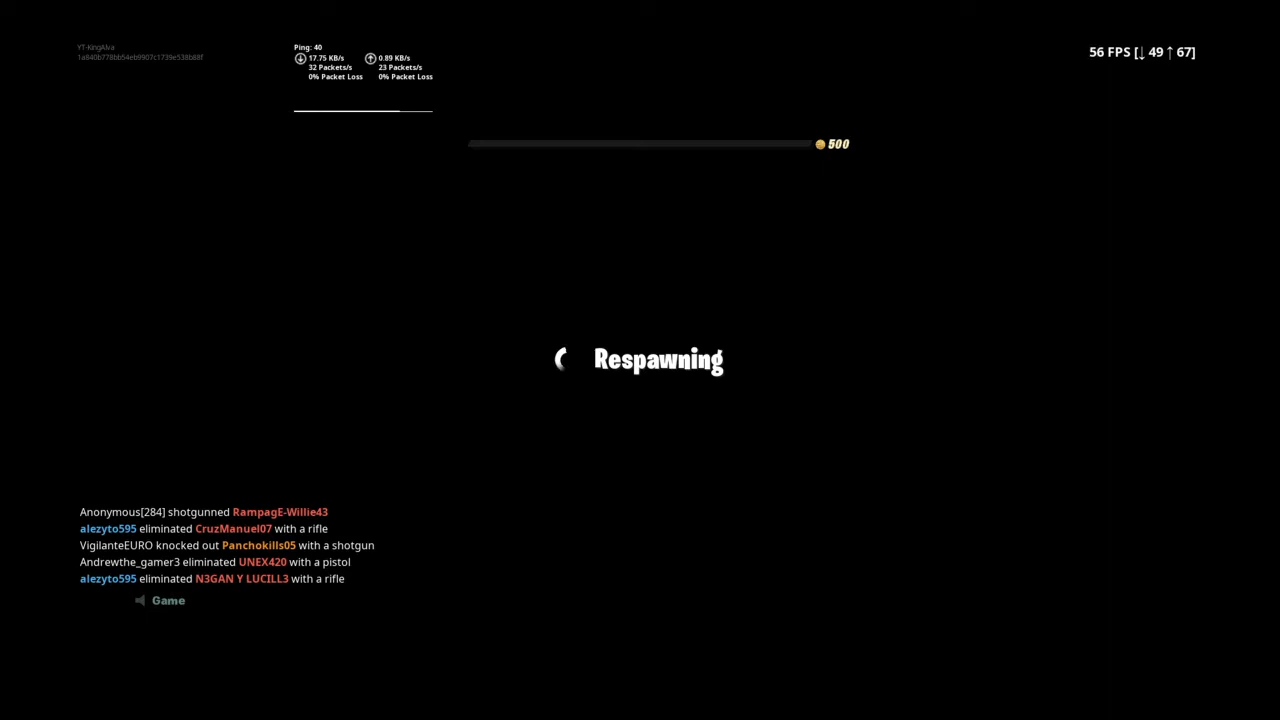 YT-KingAlva
Ping: 40
17.75 KB/s
0.89 KB/s
32 Packets/s
23 Packets/s
0% Packet Loss
0% Packet Loss
56 FPS [↓ 49 ↑ 67]
500
Respawning
Anonymous[284] shotgunned RampagE-Willie43
alezyto595 eliminated CruzManuel07 with a rifle
VigilanteEURO knocked out Panchokills05 with a shotgun
Andrewthe_gamer3 eliminated UNEX420 with a pistol
alezyto595 eliminated N3GAN Y LUCILL3 with a rifle
Game